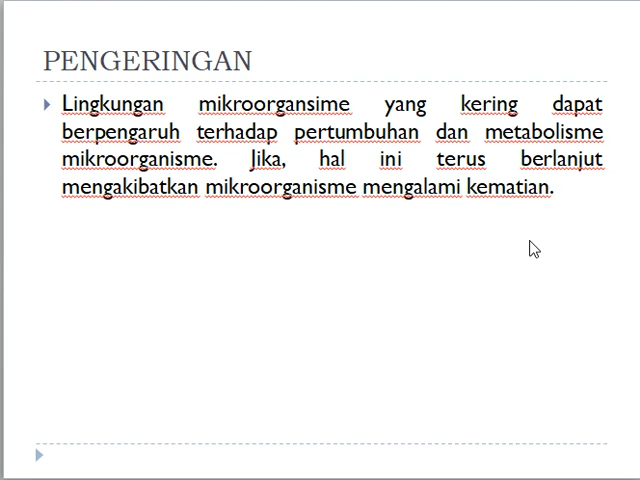 PENGERINGAN
Lingkungan mikroorgansime yang kering dapat
berpengaruh terhadap pertumbuhan dan metabolisme
mikroorganisme. Jika, hal ini terus berlanjut
mengakibatkan mikroorganisme mengalami kematian.